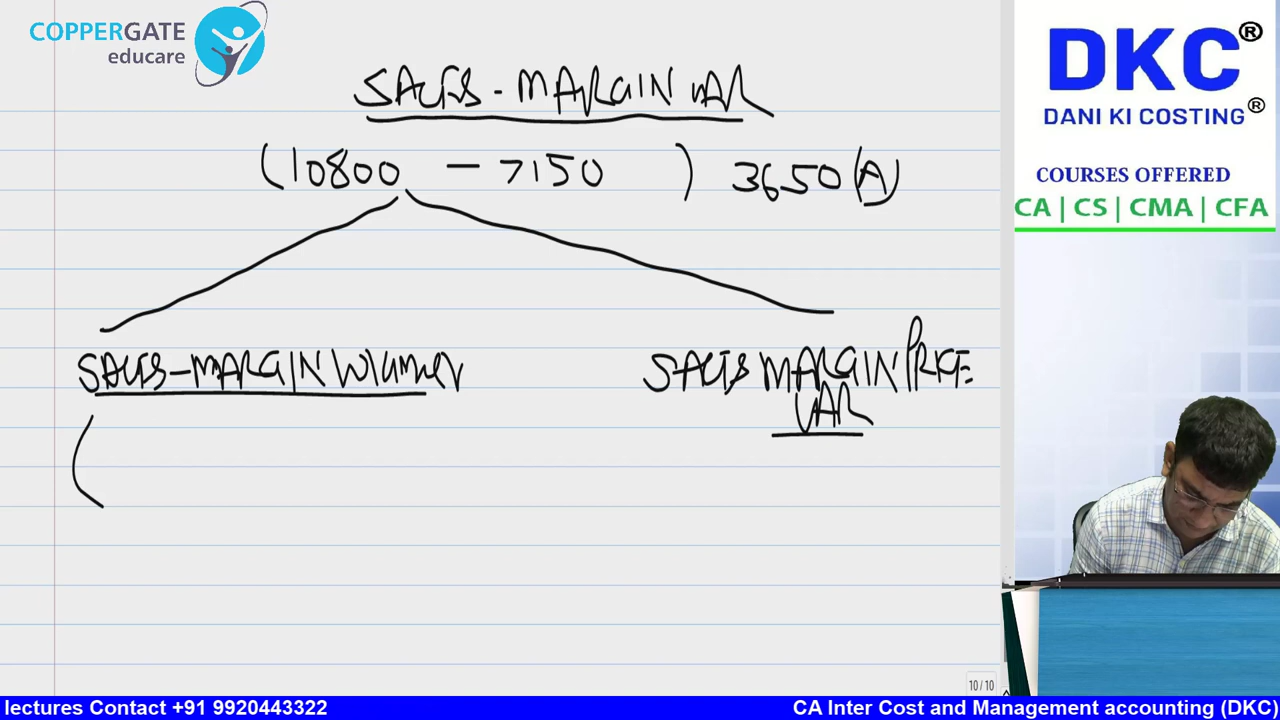 COPPERGATE
educare
SALES - MARGIN VAR
(10800 - 7150 ) 3650 (A)
SALES - MARGIN VOLUME V
SALES MARGIN PRICE
VAR
(
DKC®
DANI KI COSTING®
COURSES OFFERED
CA | CS | CMA | CFA
10 / 10
lectures Contact +91 9920443322
CA Inter Cost and Management accounting (DKC)